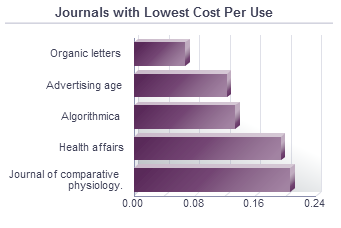 Journals with Lowest Cost Per Use
Organic letters
Advertising age
Algorithmica
Health affairs
Journal of comparative
physiology.
0.00 0.08 0.16 0.24